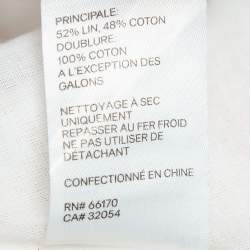 PRINCIPALE:
52% LIN, 48% COTON
DOUBLURE:
100% COTON
A L'EXCEPTION DES
GALONS
NETTOYAGE À SEC
UNIQUEMENT
REPASSER AU FER FROID
NE PAS UTILISER DE
DÉTACHANT
CONFECTIONNÉ EN CHINE
RN# 66170
CA# 32054